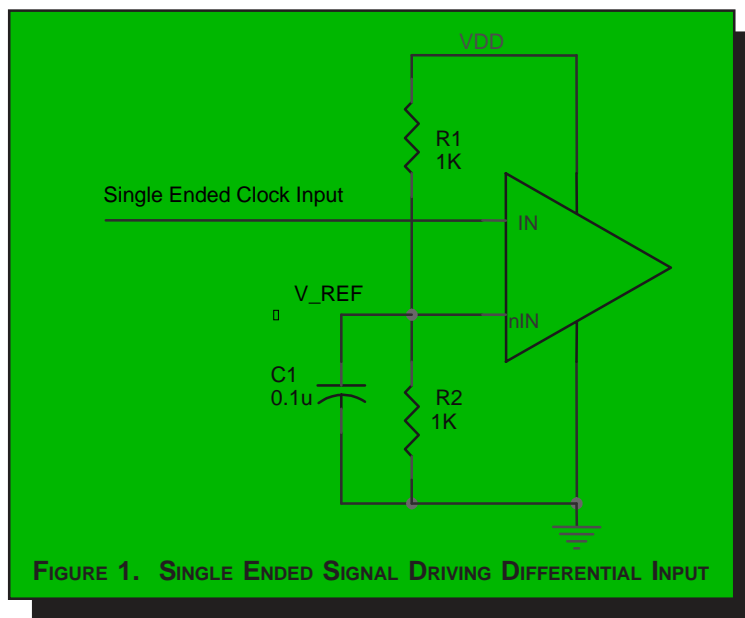 VDD
R1
1K
Single Ended Clock Input
IN
V_REF
nIN
C1
0.1u
R2
1K
FIGURE 1. SINGLE ENDED SIGNAL DRIVING DIFFERENTIAL INPUT